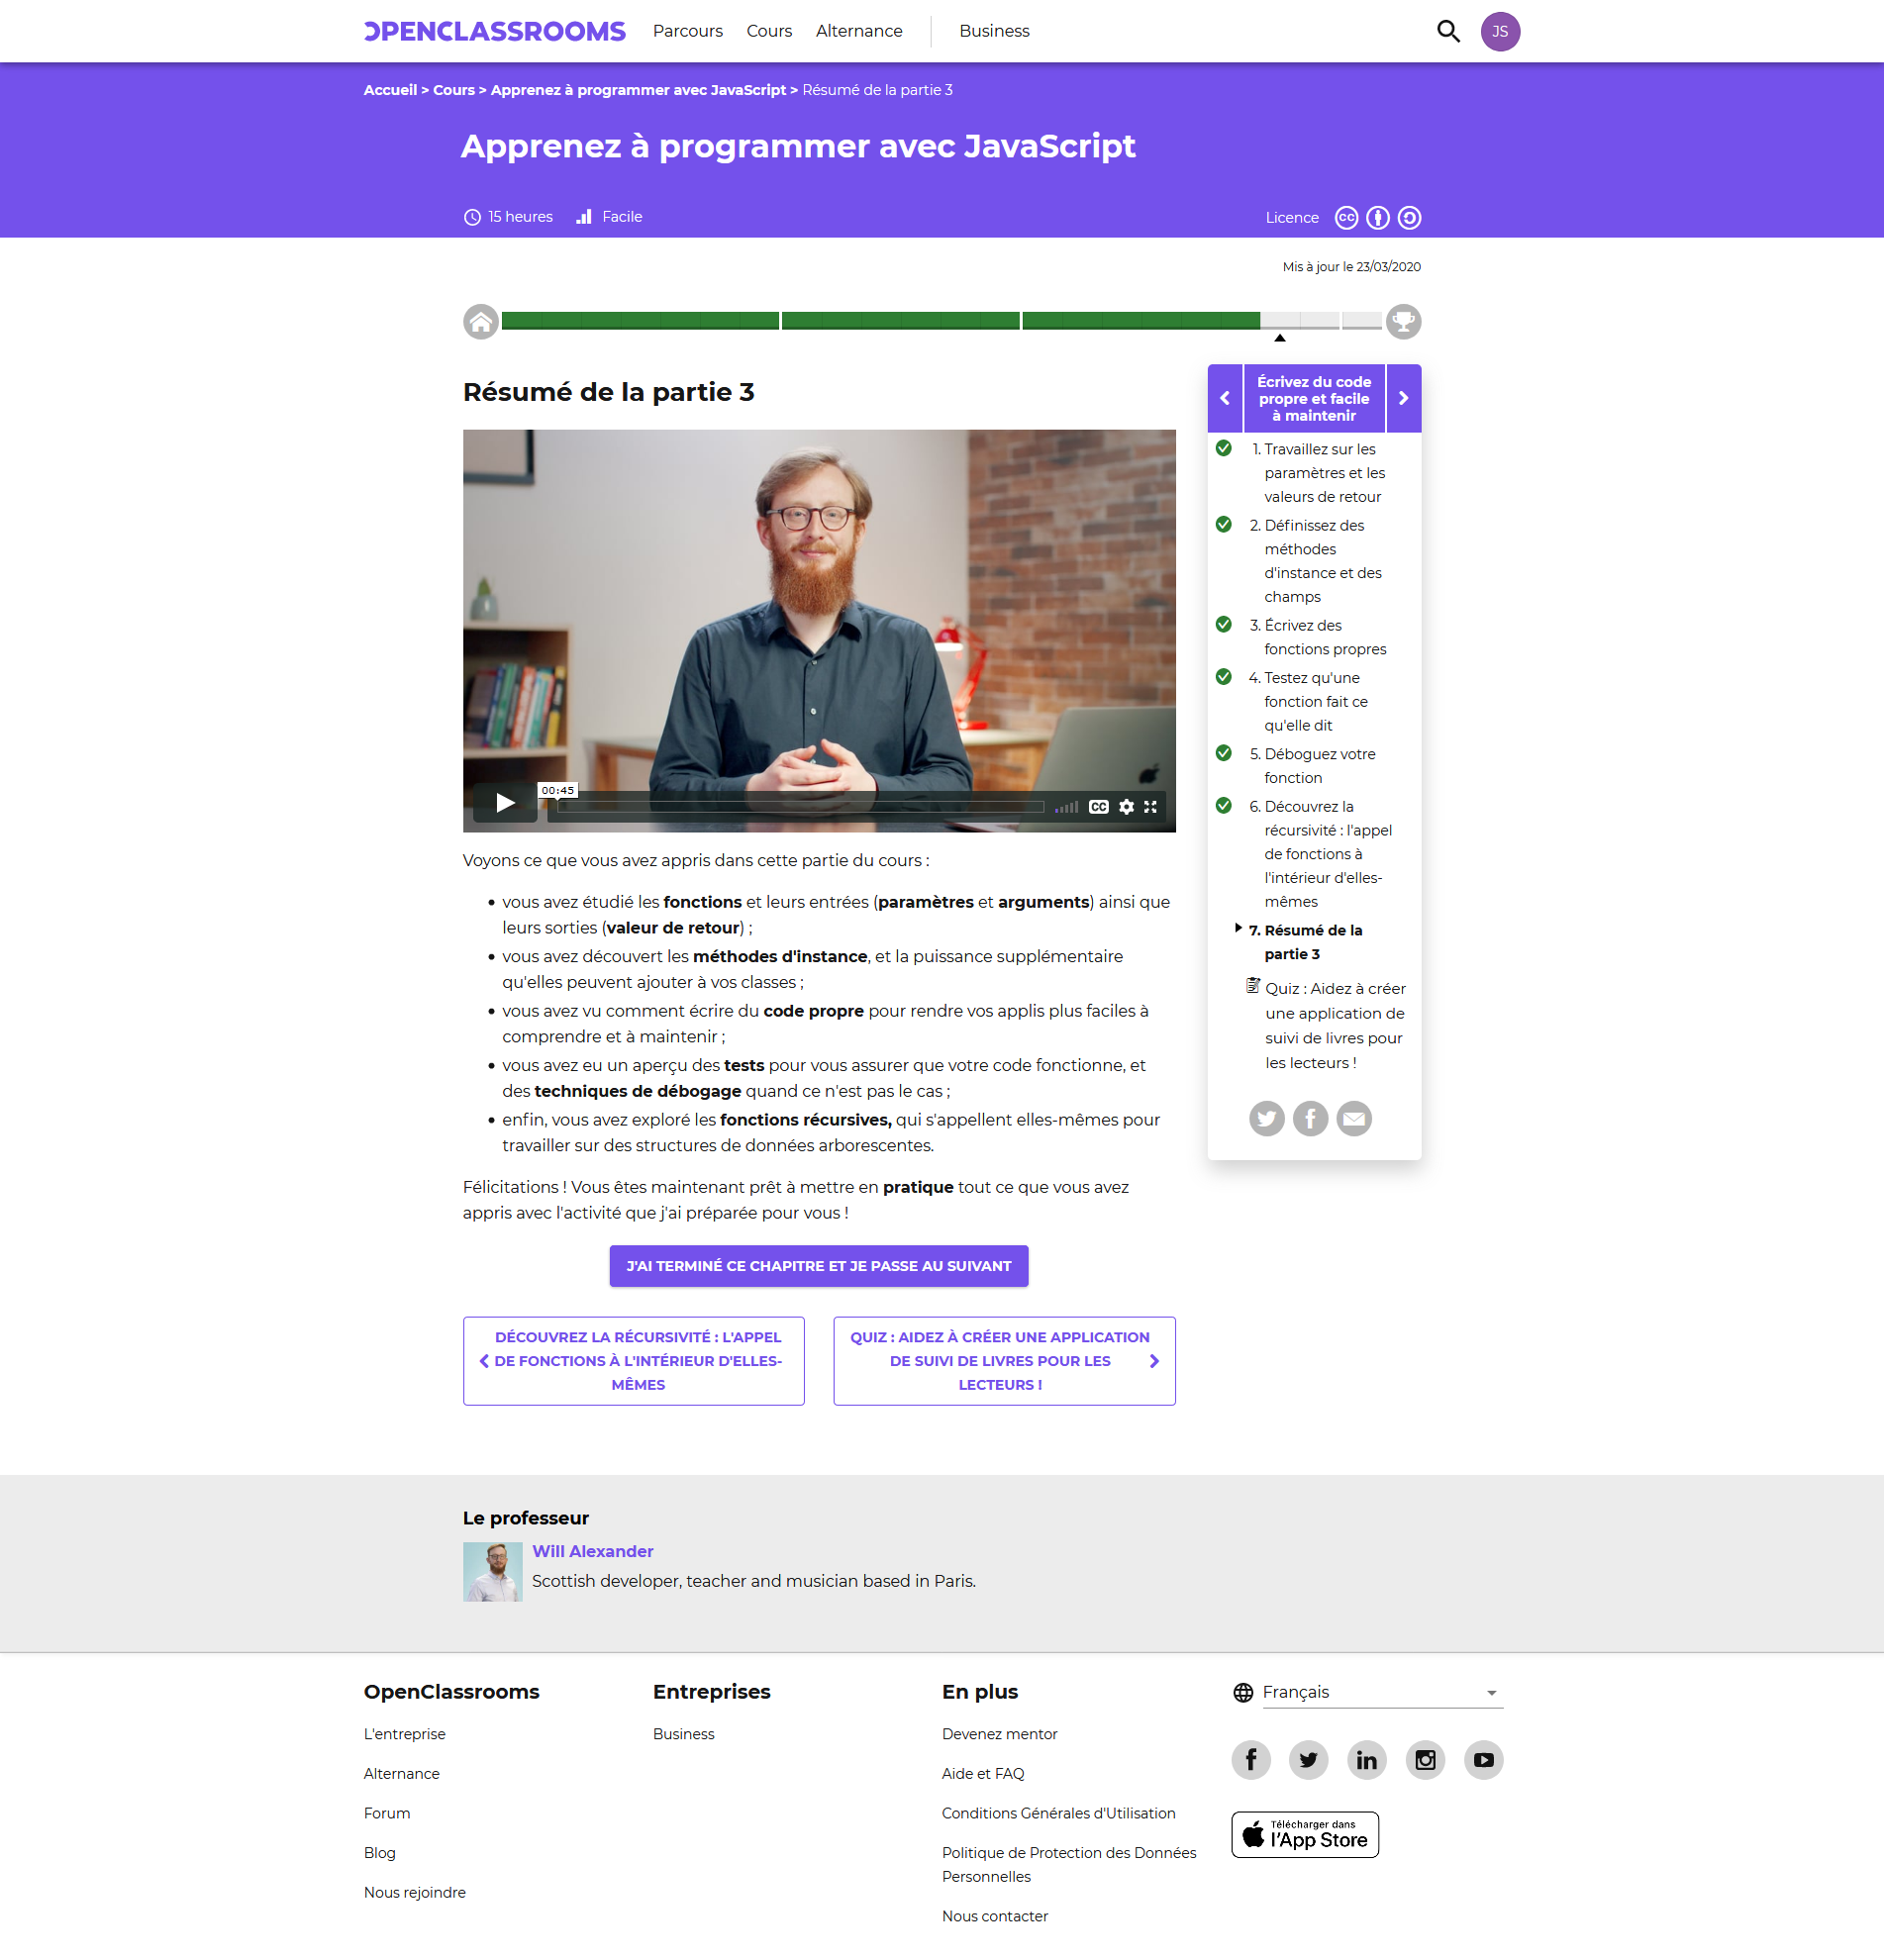 OPENCLASSROOMS Parcours Cours Alternance Business JS
Accueil > Cours > Apprenez à programmer avec JavaScript > Résumé de la partie 3
Apprenez à programmer avec JavaScript
15 heures Facile Licence
Mis à jour le 23/03/2020
Résumé de la partie 3
00:45
CC
Voyons ce que vous avez appris dans cette partie du cours :
vous avez étudié les fonctions et leurs entrées (paramètres et arguments) ainsi que
leurs sorties (valeur de retour) ;
vous avez découvert les méthodes d'instance, et la puissance supplémentaire
qu'elles peuvent ajouter à vos classes ;
vous avez vu comment écrire du code propre pour rendre vos applis plus faciles à
comprendre et à maintenir ;
vous avez eu un aperçu des tests pour vous assurer que votre code fonctionne, et
des techniques de débogage quand ce n'est pas le cas ;
enfin, vous avez exploré les fonctions récursives, qui s'appellent elles-mêmes pour
travailler sur des structures de données arborescentes.
Félicitations ! Vous êtes maintenant prêt à mettre en pratique tout ce que vous avez
appris avec l'activité que j'ai préparée pour vous !
J'AI TERMINÉ CE CHAPITRE ET JE PASSE AU SUIVANT
DÉCOUVREZ LA RÉCURSIVITÉ : L'APPEL
DE FONCTIONS À L'INTÉRIEUR D'ELLES-
MÊMES
QUIZ : AIDEZ À CRÉER UNE APPLICATION
DE SUIVI DE LIVRES POUR LES
LECTEURS !
Écrivez du code
propre et facile
à maintenir
1. Travaillez sur les
paramètres et les
valeurs de retour
2. Définissez des
méthodes
d'instance et des
champs
3. Écrivez des
fonctions propres
4. Testez qu'une
fonction fait ce
qu'elle dit
5. Déboguez votre
fonction
6. Découvrez la
récursivité : l'appel
de fonctions à
l'intérieur d'elles-
mêmes
7. Résumé de la
partie 3
Quiz : Aidez à créer
une application de
suivi de livres pour
les lecteurs !
Le professeur
Will Alexander
Scottish developer, teacher and musician based in Paris.
OpenClassrooms
L'entreprise
Alternance
Forum
Blog
Nous rejoindre
Entreprises
Business
En plus
Devenez mentor
Aide et FAQ
Conditions Générales d'Utilisation
Politique de Protection des Données
Personnelles
Nous contacter
Français
Télécharger dans
l'App Store